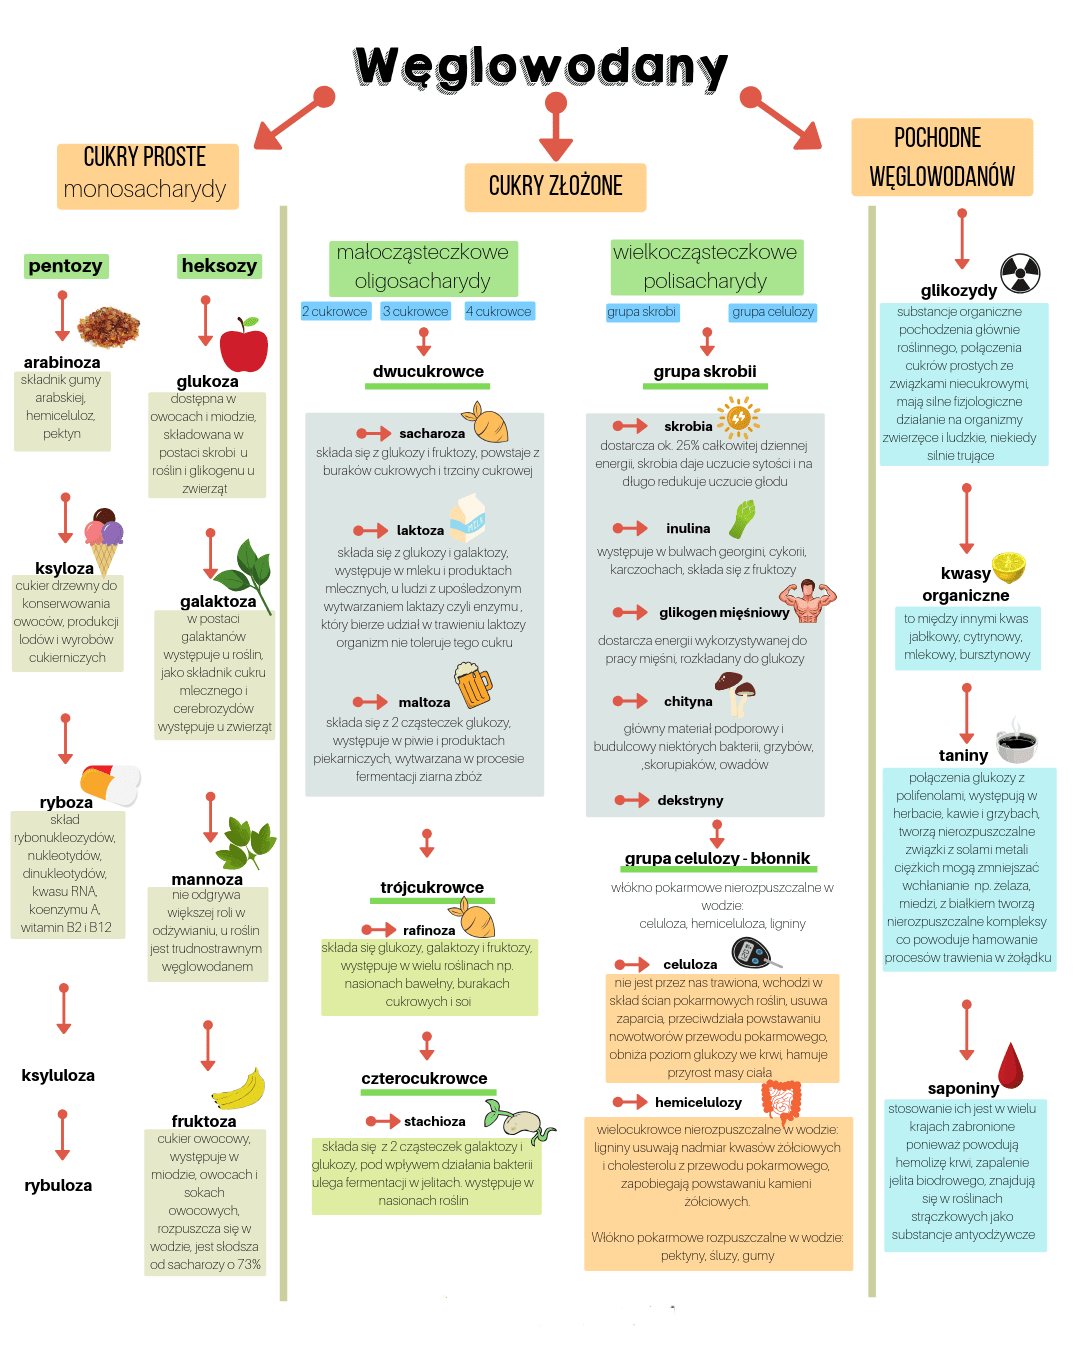 Węglowodany
CUKRY PROSTE
monosacharydy
pentozy
arabinoza
składnik gumy
arabskiej,
hemiceluloz,
pektyn
ksyloza
cukier drzewny do
konserwowania
owoców, produkcji
lodów i wyrobów
cukierniczych
ryboza
skład
rybonukleozydów,
nukleotydów,
dinukleotydów,
kwasu RNA,
koenzymu A,
witamin B2 i B12
ksyluloza
rybuloza
heksozy
glukoza
dostępna w
owocach i miodzie,
składowana w
postaci skrobi u
roślin i glikogenu u
zwierząt
galaktoza
w postaci
galaktanów
występuje u roślin,
jako składnik cukru
mlecznego i
cerebrozydów
występuje u zwierząt
mannoza
nie odgrywa
większej roli w
odżywianiu, u roślin
jest trudnostrawnym
węglowodanem
fruktoza
cukier owocowy,
występuje w
miodzie, owocach i
sokach
owocowych,
rozpuszcza się w
wodzie, jest słodsza
od sacharozy o 73%
CUKRY ZŁOŻONE
małocząsteczkowe
oligosacharydy
2 cukrowce
3 cukrowce
4 cukrowce
dwucukrowce
sacharoza
składa się z glukozy i fruktozy, powstaje z
buraków cukrowych i trzciny cukrowej
laktoza
MILK
składa się z glukozy i galaktozy,
występuje w mleku i produktach
mlecznych, u ludzi z upośledzonym
wytwarzaniem laktazy czyli enzymu ,
który bierze udział w trawieniu laktozy
organizm nie toleruje tego cukru
maltoza
składa się z 2 cząsteczek glukozy,
występuje w piwie i produktach
piekarniczych, wytwarzana w procesie
fermentacji ziarna zbóż
trójcukrowce
rafinoza
składa się glukozy, galaktozy i fruktozy,
występuje w wielu roślinach np.
nasionach bawełny, burakach
cukrowych i soi
czterocukrowce
stachioza
składa się z 2 cząsteczek galaktozy i
glukozy, pod wpływem działania bakterii
ulega fermentacji w jelitach. występuje w
nasionach roślin
wielkocząsteczkowe
polisacharydy
grupa skrobi
grupa celulozy
grupa skrobii
skrobia
dostarcza ok. 25% całkowitej dziennej
energii, skrobia daje uczucie sytości i na
długo redukuje uczucie głodu
inulina
występuje w bulwach georgini, cykorii,
karczochach, składa się z fruktozy
glikogen mięśniowy
dostarcza energii wykorzystywanej do
pracy mięśni, rozkładany do glukozy
chityna
główny materiał podporowy i
budulcowy niektórych bakterii, grzybów,
,skorupiaków, owadów
dekstryny
grupa celulozy - błonnik
włókno pokarmowe nierozpuszczalne w
wodzie:
celuloza, hemiceluloza, ligniny
celuloza
nie jest przez nas trawiona, wchodzi w
skład ścian pokarmowych roślin, usuwa
zaparcia, przeciwdziała powstawaniu
nowotworów przewodu pokarmowego,
obniża poziom glukozy we krwi, hamuje
przyrost masy ciała
hemicelulozy
wielocukrowce nierozpuszczalne w wodzie:
ligniny usuwają nadmiar kwasów żółciowych
i cholesterolu z przewodu pokarmowego,
zapobiegają powstawaniu kamieni
żółciowych.
Włókno pokarmowe rozpuszczalne w wodzie:
pektyny, śluzy, gumy
POCHODNE
WĘGLOWODANÓW
glikozydy
substancje organiczne
pochodzenia głównie
roślinnego, połączenia
cukrów prostych ze
związkami niecukrowymi,
mają silne fizjologiczne
działanie na organizmy
zwierzęce i ludzkie, niekiedy
silnie trujące
kwasy
organiczne
to między innymi kwas
jabłkowy, cytrynowy,
mlekowy, bursztynowy
taniny
połączenia glukozy z
polifenolami, występują w
herbacie, kawie i grzybach,
tworzą nierozpuszczalne
związki z solami metali
ciężkich mogą zmniejszać
wchłanianie np. żelaza,
miedzi, z białkiem tworzą
nierozpuszczalne kompleksy
co powoduje hamowanie
procesów trawienia w żołądku
saponiny
stosowanie ich jest w wielu
krajach zabronione
ponieważ powodują
hemolizę krwi, zapalenie
jelita biodrowego, znajdują
się w roślinach
strączkowych jako
substancje antyodżywcze